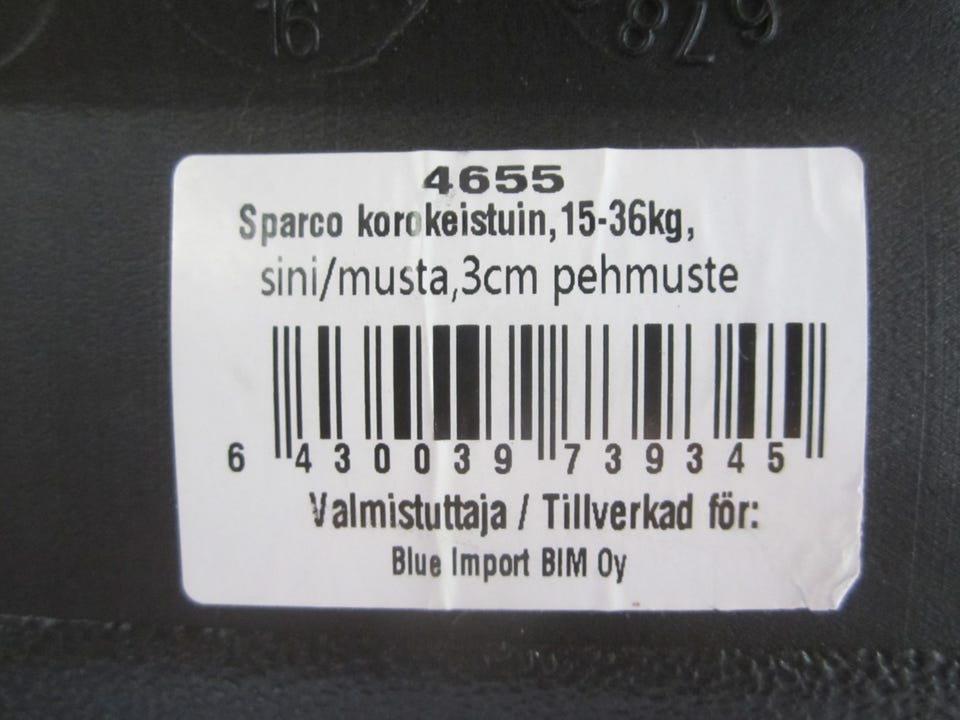 16
678
4655
Sparco korokeistuin,15-36kg,
sini/musta,3cm pehmuste
6 430039 739345
Valmistuttaja / Tillverkad för:
Blue Import BIM Oy